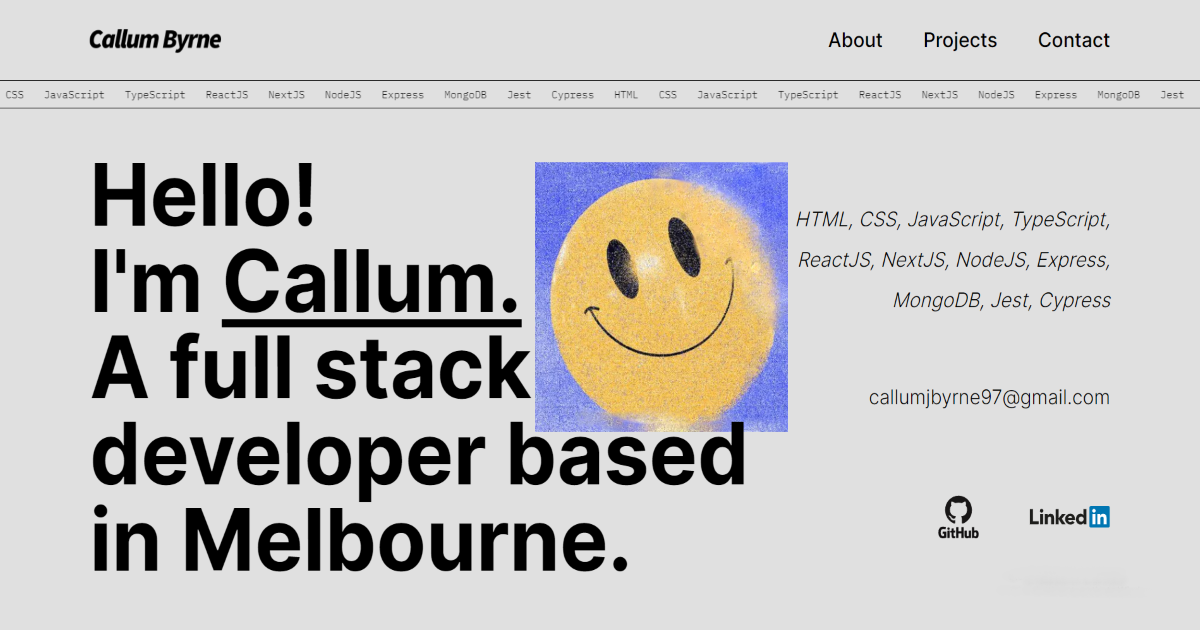 Callum Byrne
About Projects Contact
CSS JavaScript TypeScript ReactJS NextJS NodeJS Express MongoDB Jest Cypress HTML CSS JavaScript TypeScript ReactJS NextJS NodeJS Express MongoDB Jest
Hello!
I'm Callum.
A full stack
developer based
in Melbourne.
HTML, CSS, JavaScript, TypeScript,
ReactJS, NextJS, NodeJS, Express,
MongoDB, Jest, Cypress
callumjbyrne97@gmail.com
GitHub
Linked in